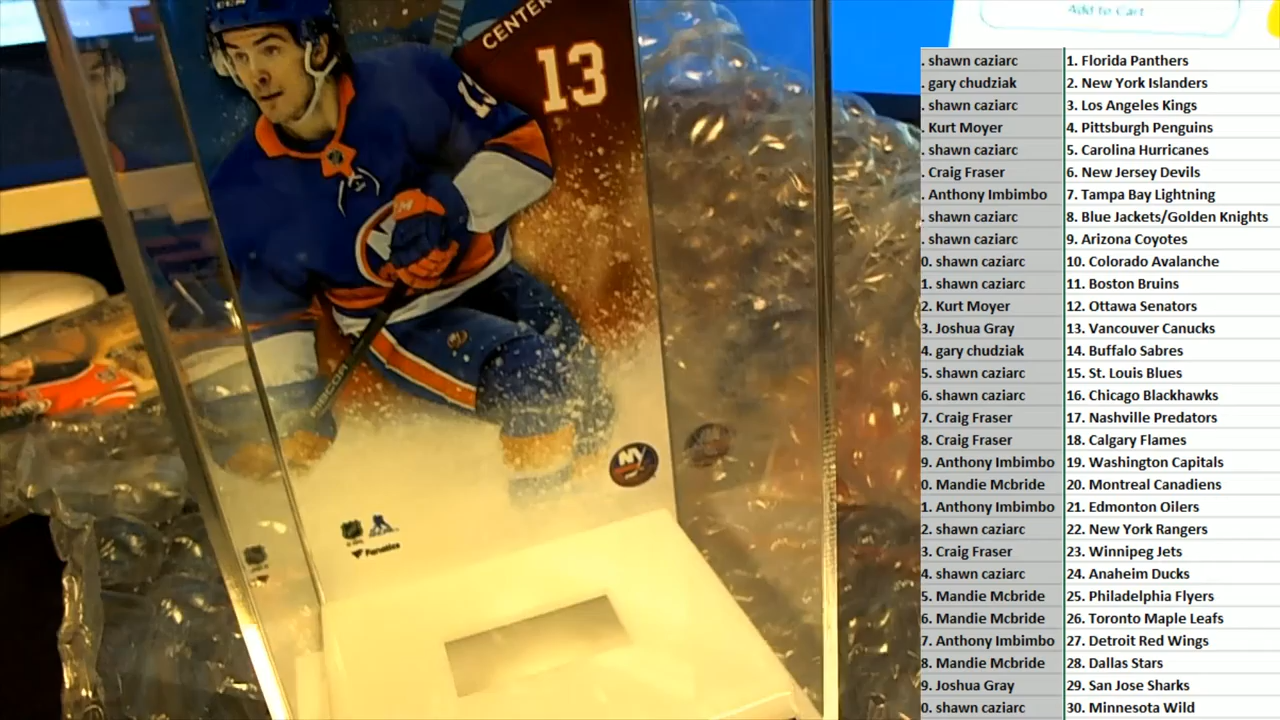 Add to Cart
CENTER
13
13
NY
NHL
Fanatics
CCM
RIBCOR
. shawn caziarc 1. Florida Panthers
. gary chudziak 2. New York Islanders
. shawn caziarc 3. Los Angeles Kings
. Kurt Moyer 4. Pittsburgh Penguins
. shawn caziarc 5. Carolina Hurricanes
. Craig Fraser 6. New Jersey Devils
. Anthony Imbimbo 7. Tampa Bay Lightning
. shawn caziarc 8. Blue Jackets/Golden Knights
. shawn caziarc 9. Arizona Coyotes
0. shawn caziarc 10. Colorado Avalanche
1. shawn caziarc 11. Boston Bruins
2. Kurt Moyer 12. Ottawa Senators
3. Joshua Gray 13. Vancouver Canucks
4. gary chudziak 14. Buffalo Sabres
5. shawn caziarc 15. St. Louis Blues
6. shawn caziarc 16. Chicago Blackhawks
7. Craig Fraser 17. Nashville Predators
8. Craig Fraser 18. Calgary Flames
9. Anthony Imbimbo 19. Washington Capitals
0. Mandie Mcbride 20. Montreal Canadiens
1. Anthony Imbimbo 21. Edmonton Oilers
2. shawn caziarc 22. New York Rangers
3. Craig Fraser 23. Winnipeg Jets
4. shawn caziarc 24. Anaheim Ducks
5. Mandie Mcbride 25. Philadelphia Flyers
6. Mandie Mcbride 26. Toronto Maple Leafs
7. Anthony Imbimbo 27. Detroit Red Wings
8. Mandie Mcbride 28. Dallas Stars
9. Joshua Gray 29. San Jose Sharks
0. shawn caziarc 30. Minnesota Wild